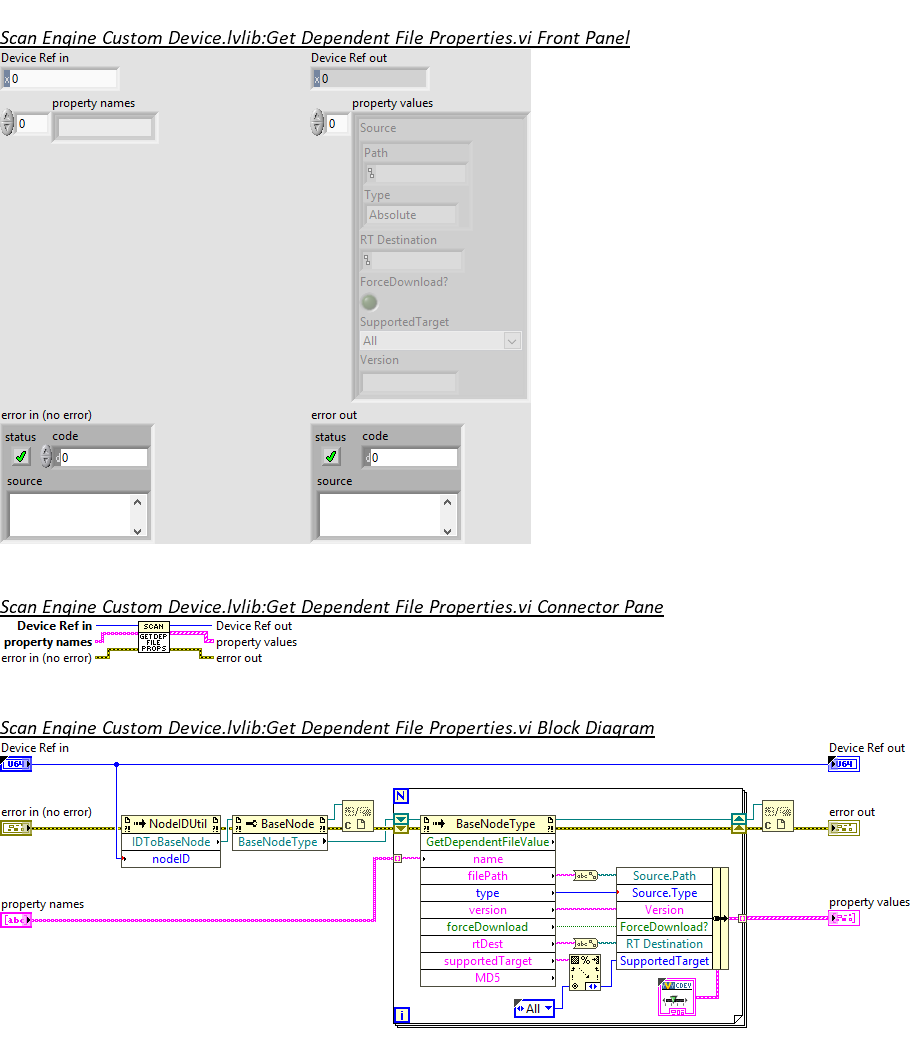 Scan Engine Custom Device.lvlib:Get Dependent File Properties.vi Front Panel
Device Ref in
Device Ref out
x 0
x 0
property names
property values
0
0
Source
Path
Type
Absolute
RT Destination
ForceDownload?
SupportedTarget
All
Version
error in (no error)
error out
status code
status code
d 0
d 0
source
source
Scan Engine Custom Device.lvlib:Get Dependent File Properties.vi Connector Pane
Device Ref in
SCAN
Device Ref out
property names
GET DEP
FILE
PROPS
property values
error in (no error)
error out
Scan Engine Custom Device.lvlib:Get Dependent File Properties.vi Block Diagram
Device Ref in
Device Ref out
U64
U64
N
error in (no error)
error out
NodeIDUtil
BaseNode
BaseNodeType
IDToBaseNode
BaseNodeType
GetDependentFileValue
nodeID
name
filePath
abc
Source.Path
type
Source.Type
property names
property values
version
Version
abc
forceDownload
ForceDownload?
rtDest
abc
RT Destination
supportedTarget
%
SupportedTarget
MD5
CDEV
All
i